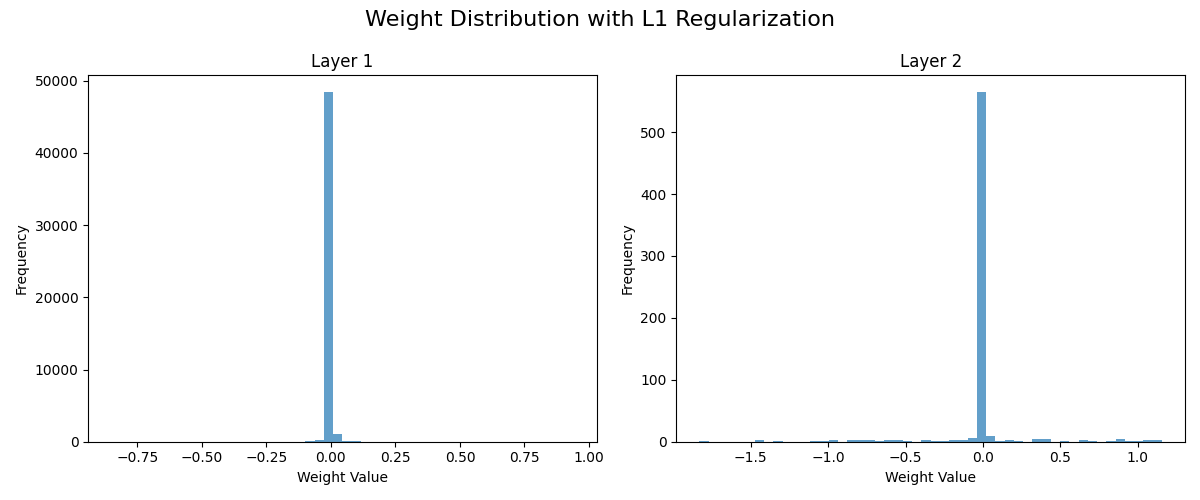 Weight Distribution with L1 Regularization
Layer 1
Layer 2
Frequency
50000
40000
30000
20000
10000
0
−0.75 −0.50 −0.25 0.00 0.25 0.50 0.75 1.00
Weight Value
Frequency
500
400
300
200
100
0
−1.5 −1.0 −0.5 0.0 0.5 1.0
Weight Value